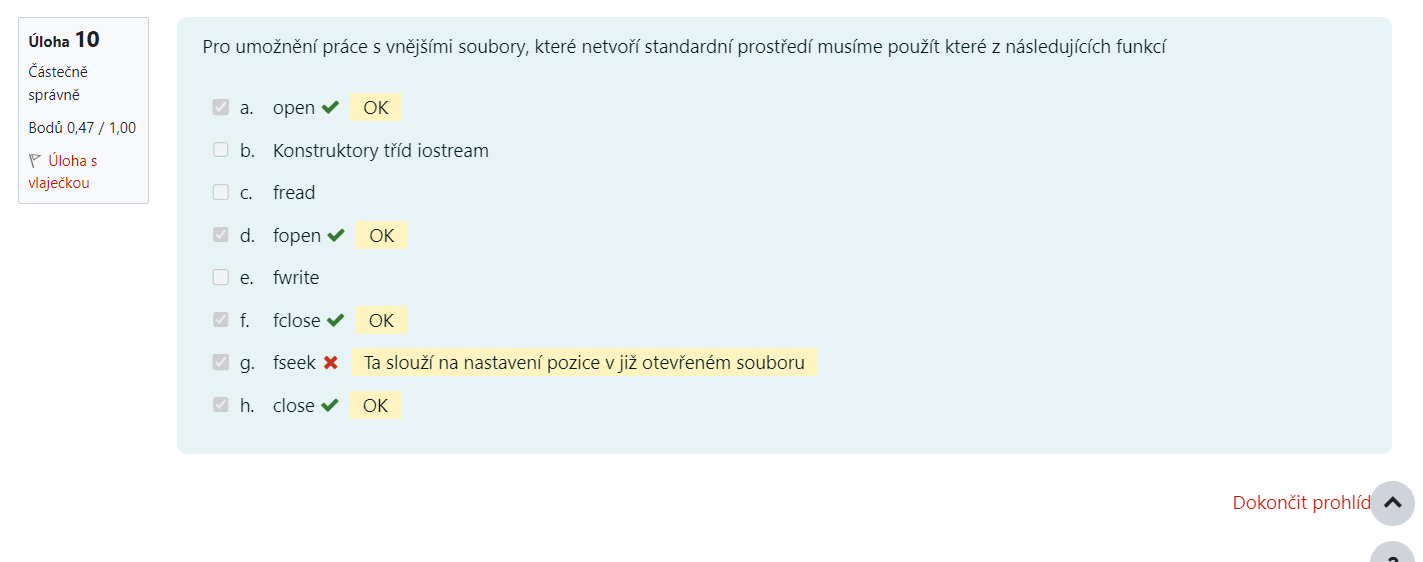 Úloha 10
Částečně
správně
Bodů 0,47 / 1,00
Úloha s
vlaječkou
Pro umožnění práce s vnějšími soubory, které netvoří standardní prostředí musíme použít které z následujících funkcí
a. open OK
b. Konstruktory tříd iostream
c. fread
d. fopen OK
e. fwrite
f. fclose OK
g. fseek Ta slouží na nastavení pozice v již otevřeném souboru
h. close OK
Dokončit prohlíd